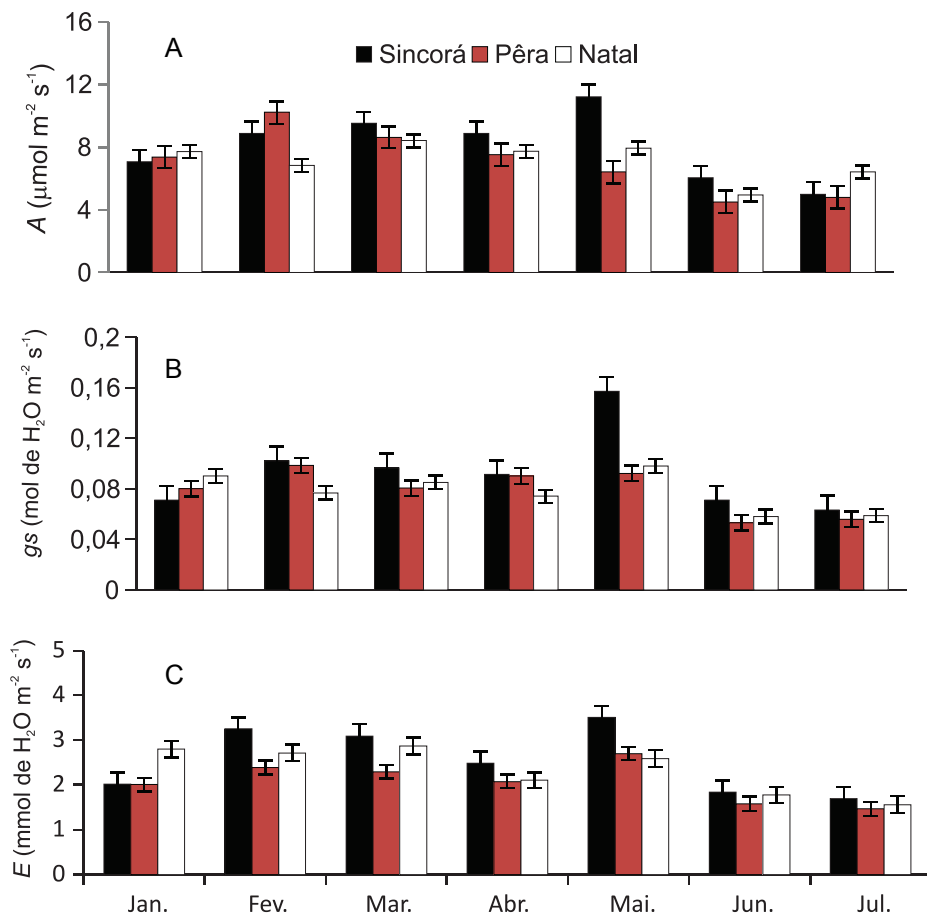 A
Sincorá Pêra Natal
A (μmol m⁻² s⁻¹)
16
12
8
4
0
B
gs (mol de H₂O m⁻² s⁻¹)
0,2
0,16
0,12
0,08
0,04
0
C
E (mmol de H₂O m⁻² s⁻¹)
5
4
3
2
1
0
Jan. Fev. Mar. Abr. Mai. Jun. Jul.